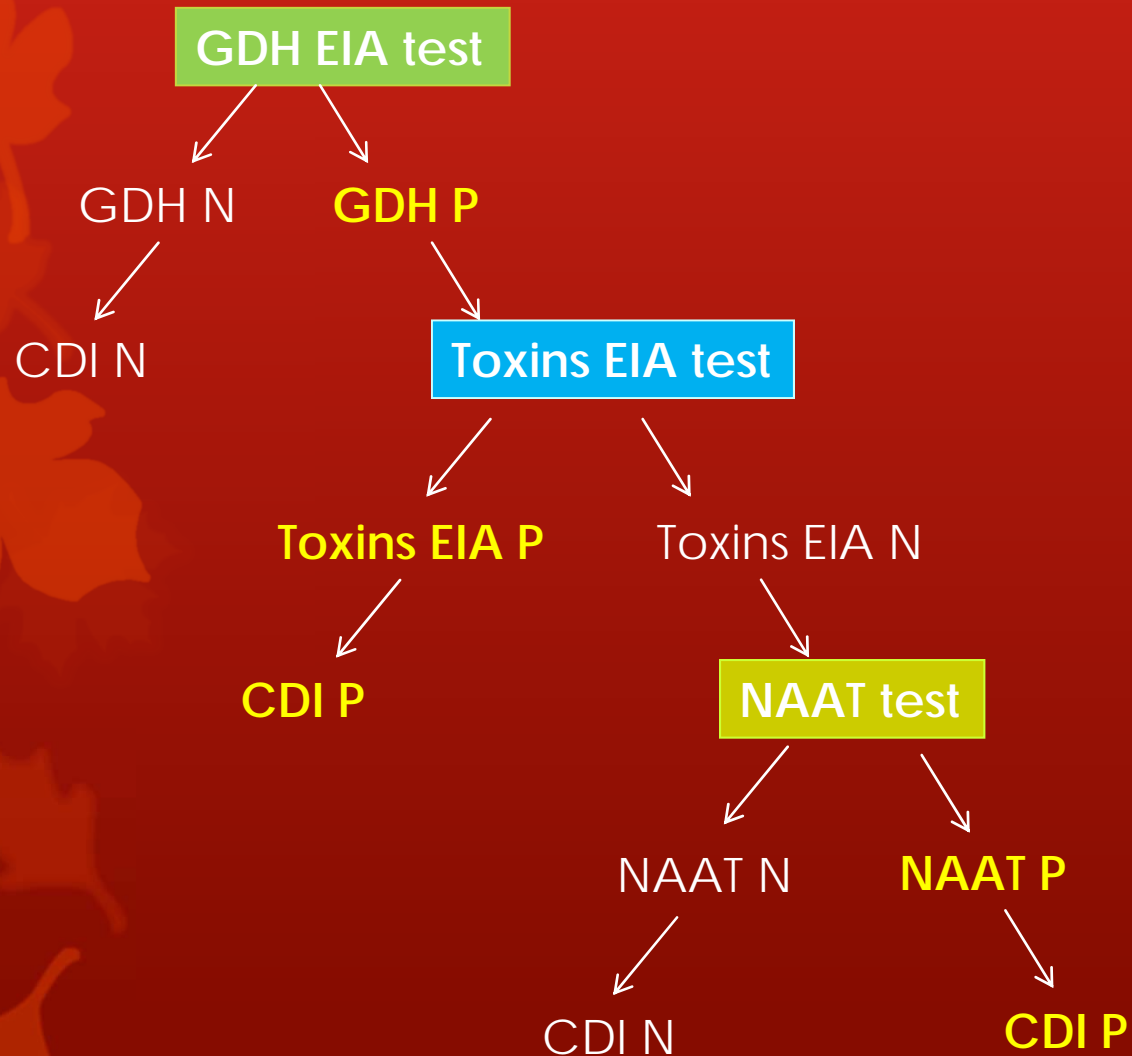 GDH EIA test
GDH N
GDH P
CDI N
Toxins EIA test
Toxins EIA P
Toxins EIA N
CDI P
NAAT test
NAAT N
NAAT P
CDI N
CDI P